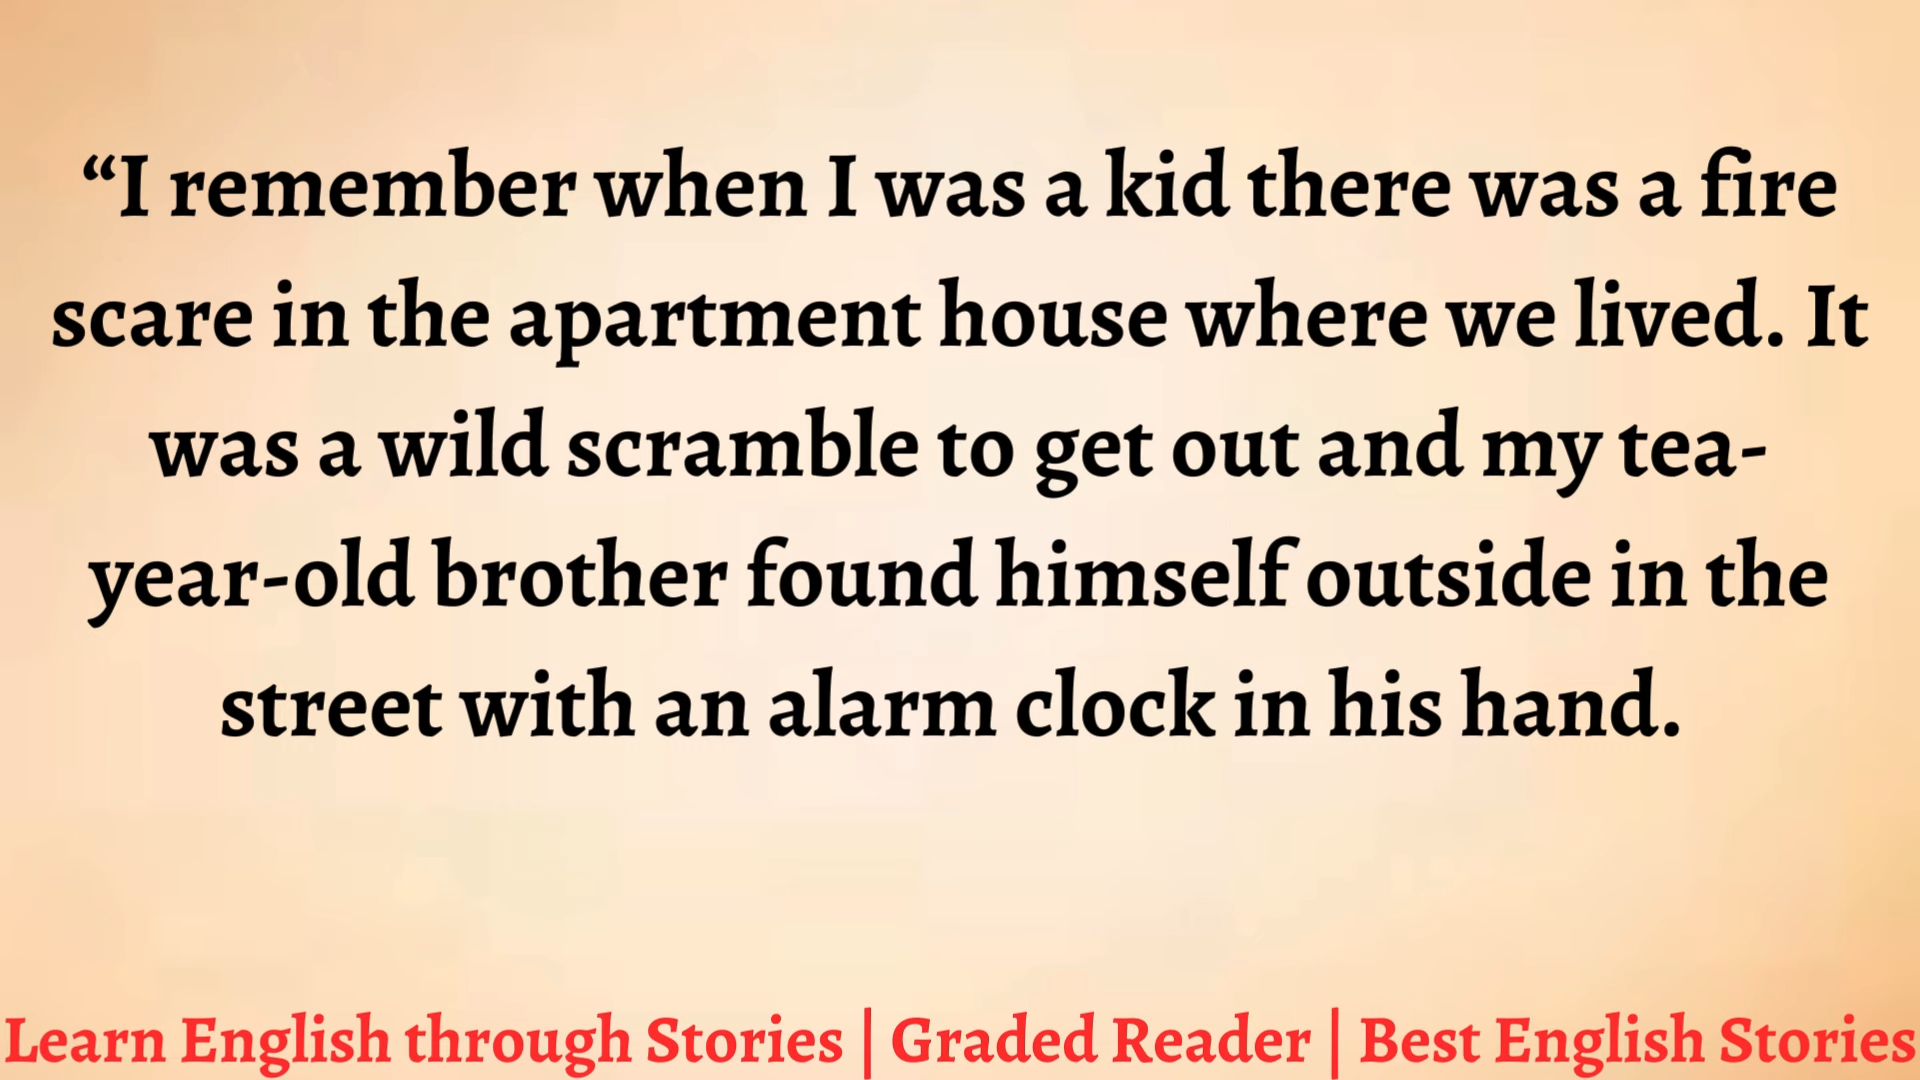 “I remember when I was a kid there was a fire
scare in the apartment house where we lived. It
was a wild scramble to get out and my tea-
year-old brother found himself outside in the
street with an alarm clock in his hand.
Learn English through Stories | Graded Reader | Best English Stories